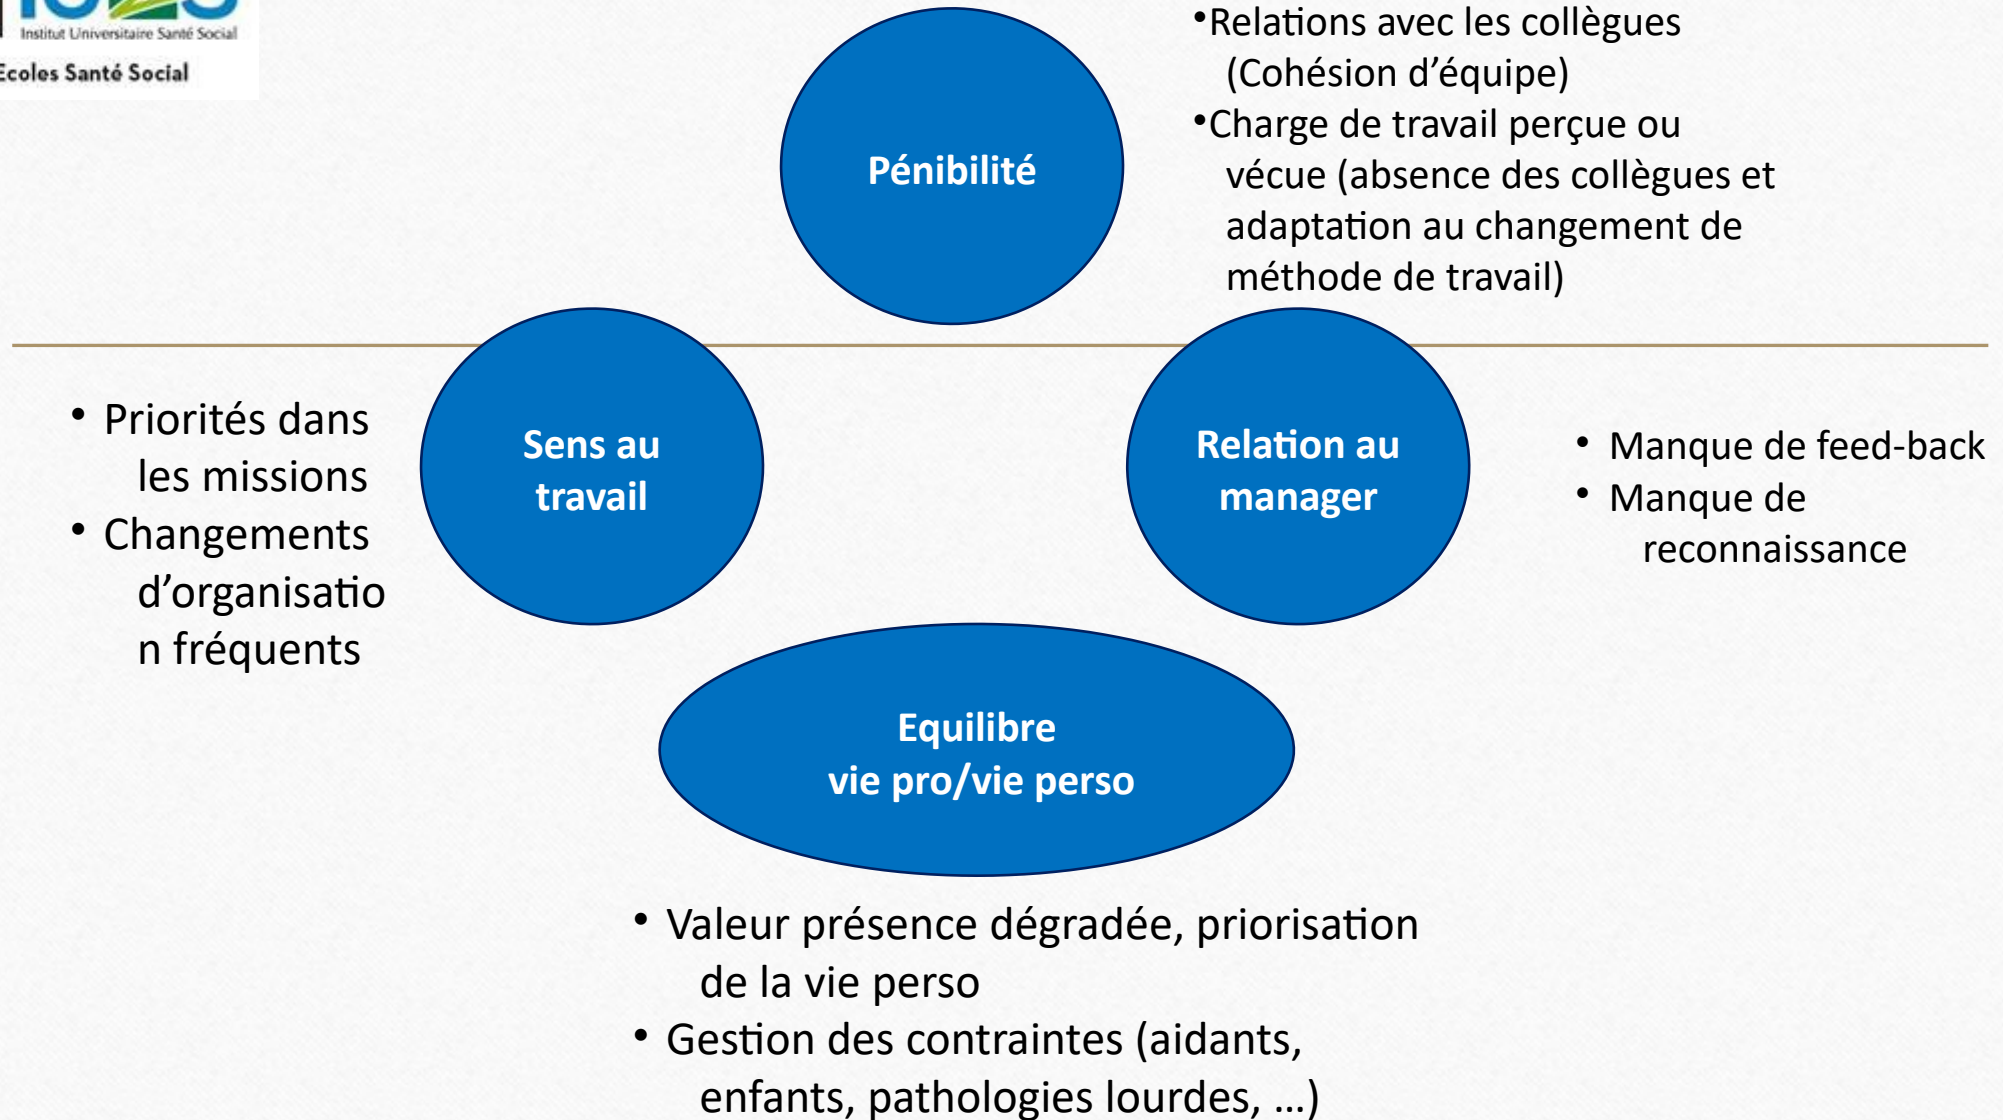 Institut Universitaire Santé Social
Ecoles Santé Social
Pénibilité
•Relations avec les collègues
(Cohésion d’équipe)
•Charge de travail perçue ou
vécue (absence des collègues et
adaptation au changement de
méthode de travail)
• Priorités dans
les missions
• Changements
d’organisatio
n fréquents
Sens au
travail
Relation au
manager
• Manque de feed-back
• Manque de
reconnaissance
Equilibre
vie pro/vie perso
• Valeur présence dégradée, priorisation
de la vie perso
• Gestion des contraintes (aidants,
enfants, pathologies lourdes, ...)